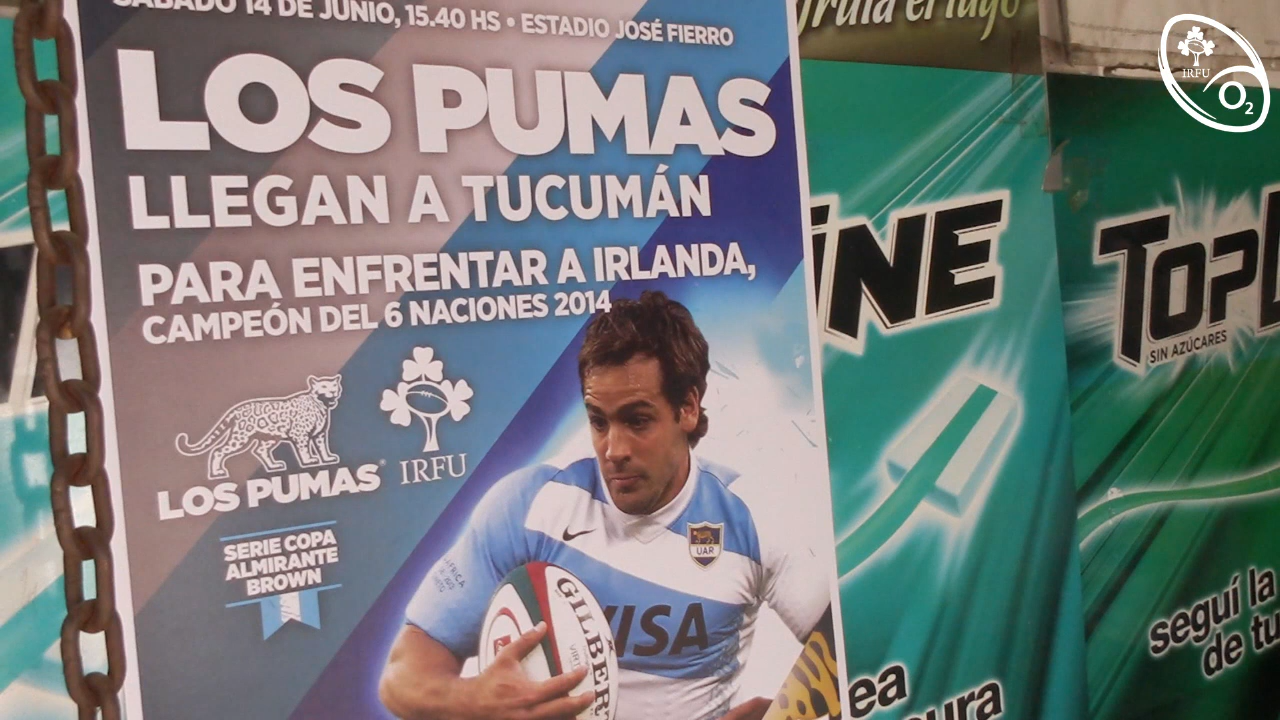 SÁBADO 14 DE JUNIO, 15.40 HS • ESTADIO JOSÉ FIERRO
LOS PUMAS
LLEGAN A TUCUMÁN
PARA ENFRENTAR A IRLANDA,
CAMPEÓN DEL 6 NACIONES 2014
IRFU
LOS PUMAS
SERIE COPA
ALMIRANTE
BROWN
UAR
VISA
GILBERT
TOP
SIN AZÚCARES
seguí la
de tu
IRFU
O2